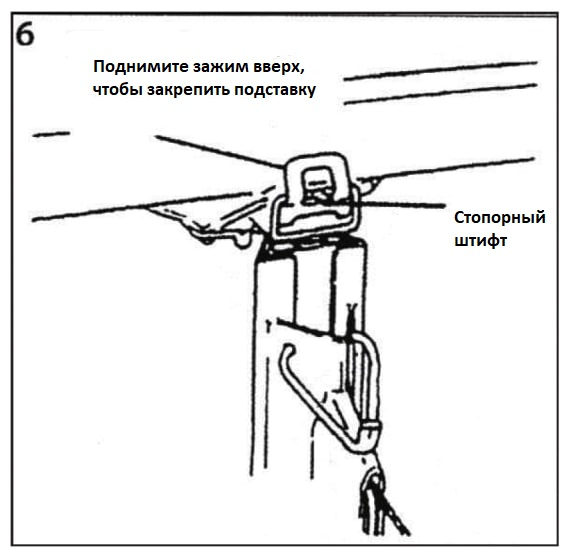 6
Поднимите зажим вверх,
чтобы закрепить подставку
Стопорный
штифт